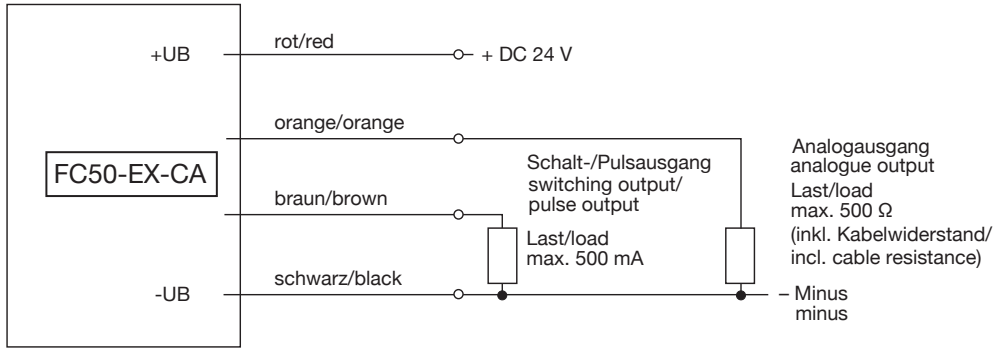 +UB
rot/red
+ DC 24 V
orange/orange
FC50-EX-CA
braun/brown
Schalt-/Pulsausgang
switching output/
pulse output
Last/load
max. 500 mA
Analogausgang
analogue output
Last/load
max. 500 Ω
(inkl. Kabelwiderstand/
incl. cable resistance)
-UB
schwarz/black
– Minus
minus